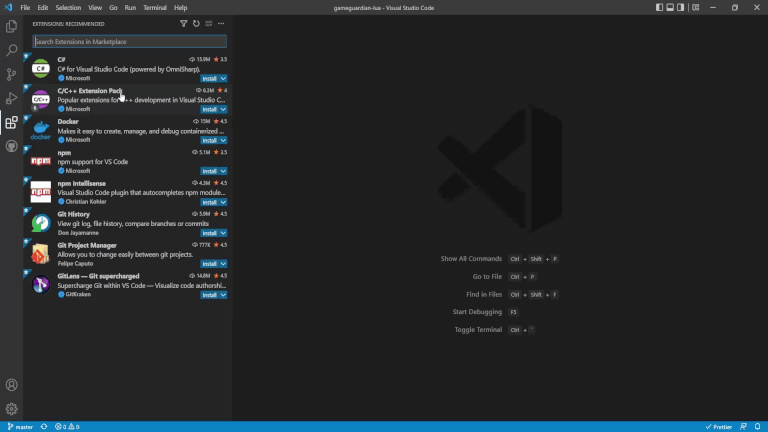 File Edit Selection View Go Run Terminal Help
gameguardian-lua - Visual Studio Code
EXTENSIONS: RECOMMENDED
Search Extensions in Marketplace
C# 15.9M 3.5
C# for Visual Studio Code (powered by OmniSharp).
Microsoft Install
C/C++ Extension Pack 6.2M 4
Popular extensions for C++ development in Visual Studio C...
Microsoft Install
Docker 15M 4.5
Makes it easy to create, manage, and debug containerized ...
Microsoft Install
npm 5.1M 3.5
npm support for VS Code
Microsoft Install
npm Intellisense 4.3M 4.5
Visual Studio Code plugin that autocompletes npm module...
Christian Kohler Install
Git History 5.9M 4.5
View git log, file history, compare branches or commits
Don Jayamanne Install
Git Project Manager 777K 4.5
Allows you to change easily between git projects.
Felipe Caputo Install
GitLens — Git supercharged 14.8M 4.5
Supercharge Git within VS Code — Visualize code authorshi...
GitKraken Install
Show All Commands Ctrl + Shift + P
Go to File Ctrl + P
Find in Files Ctrl + Shift + F
Start Debugging F5
Toggle Terminal Ctrl + `
master 0 0 Prettier